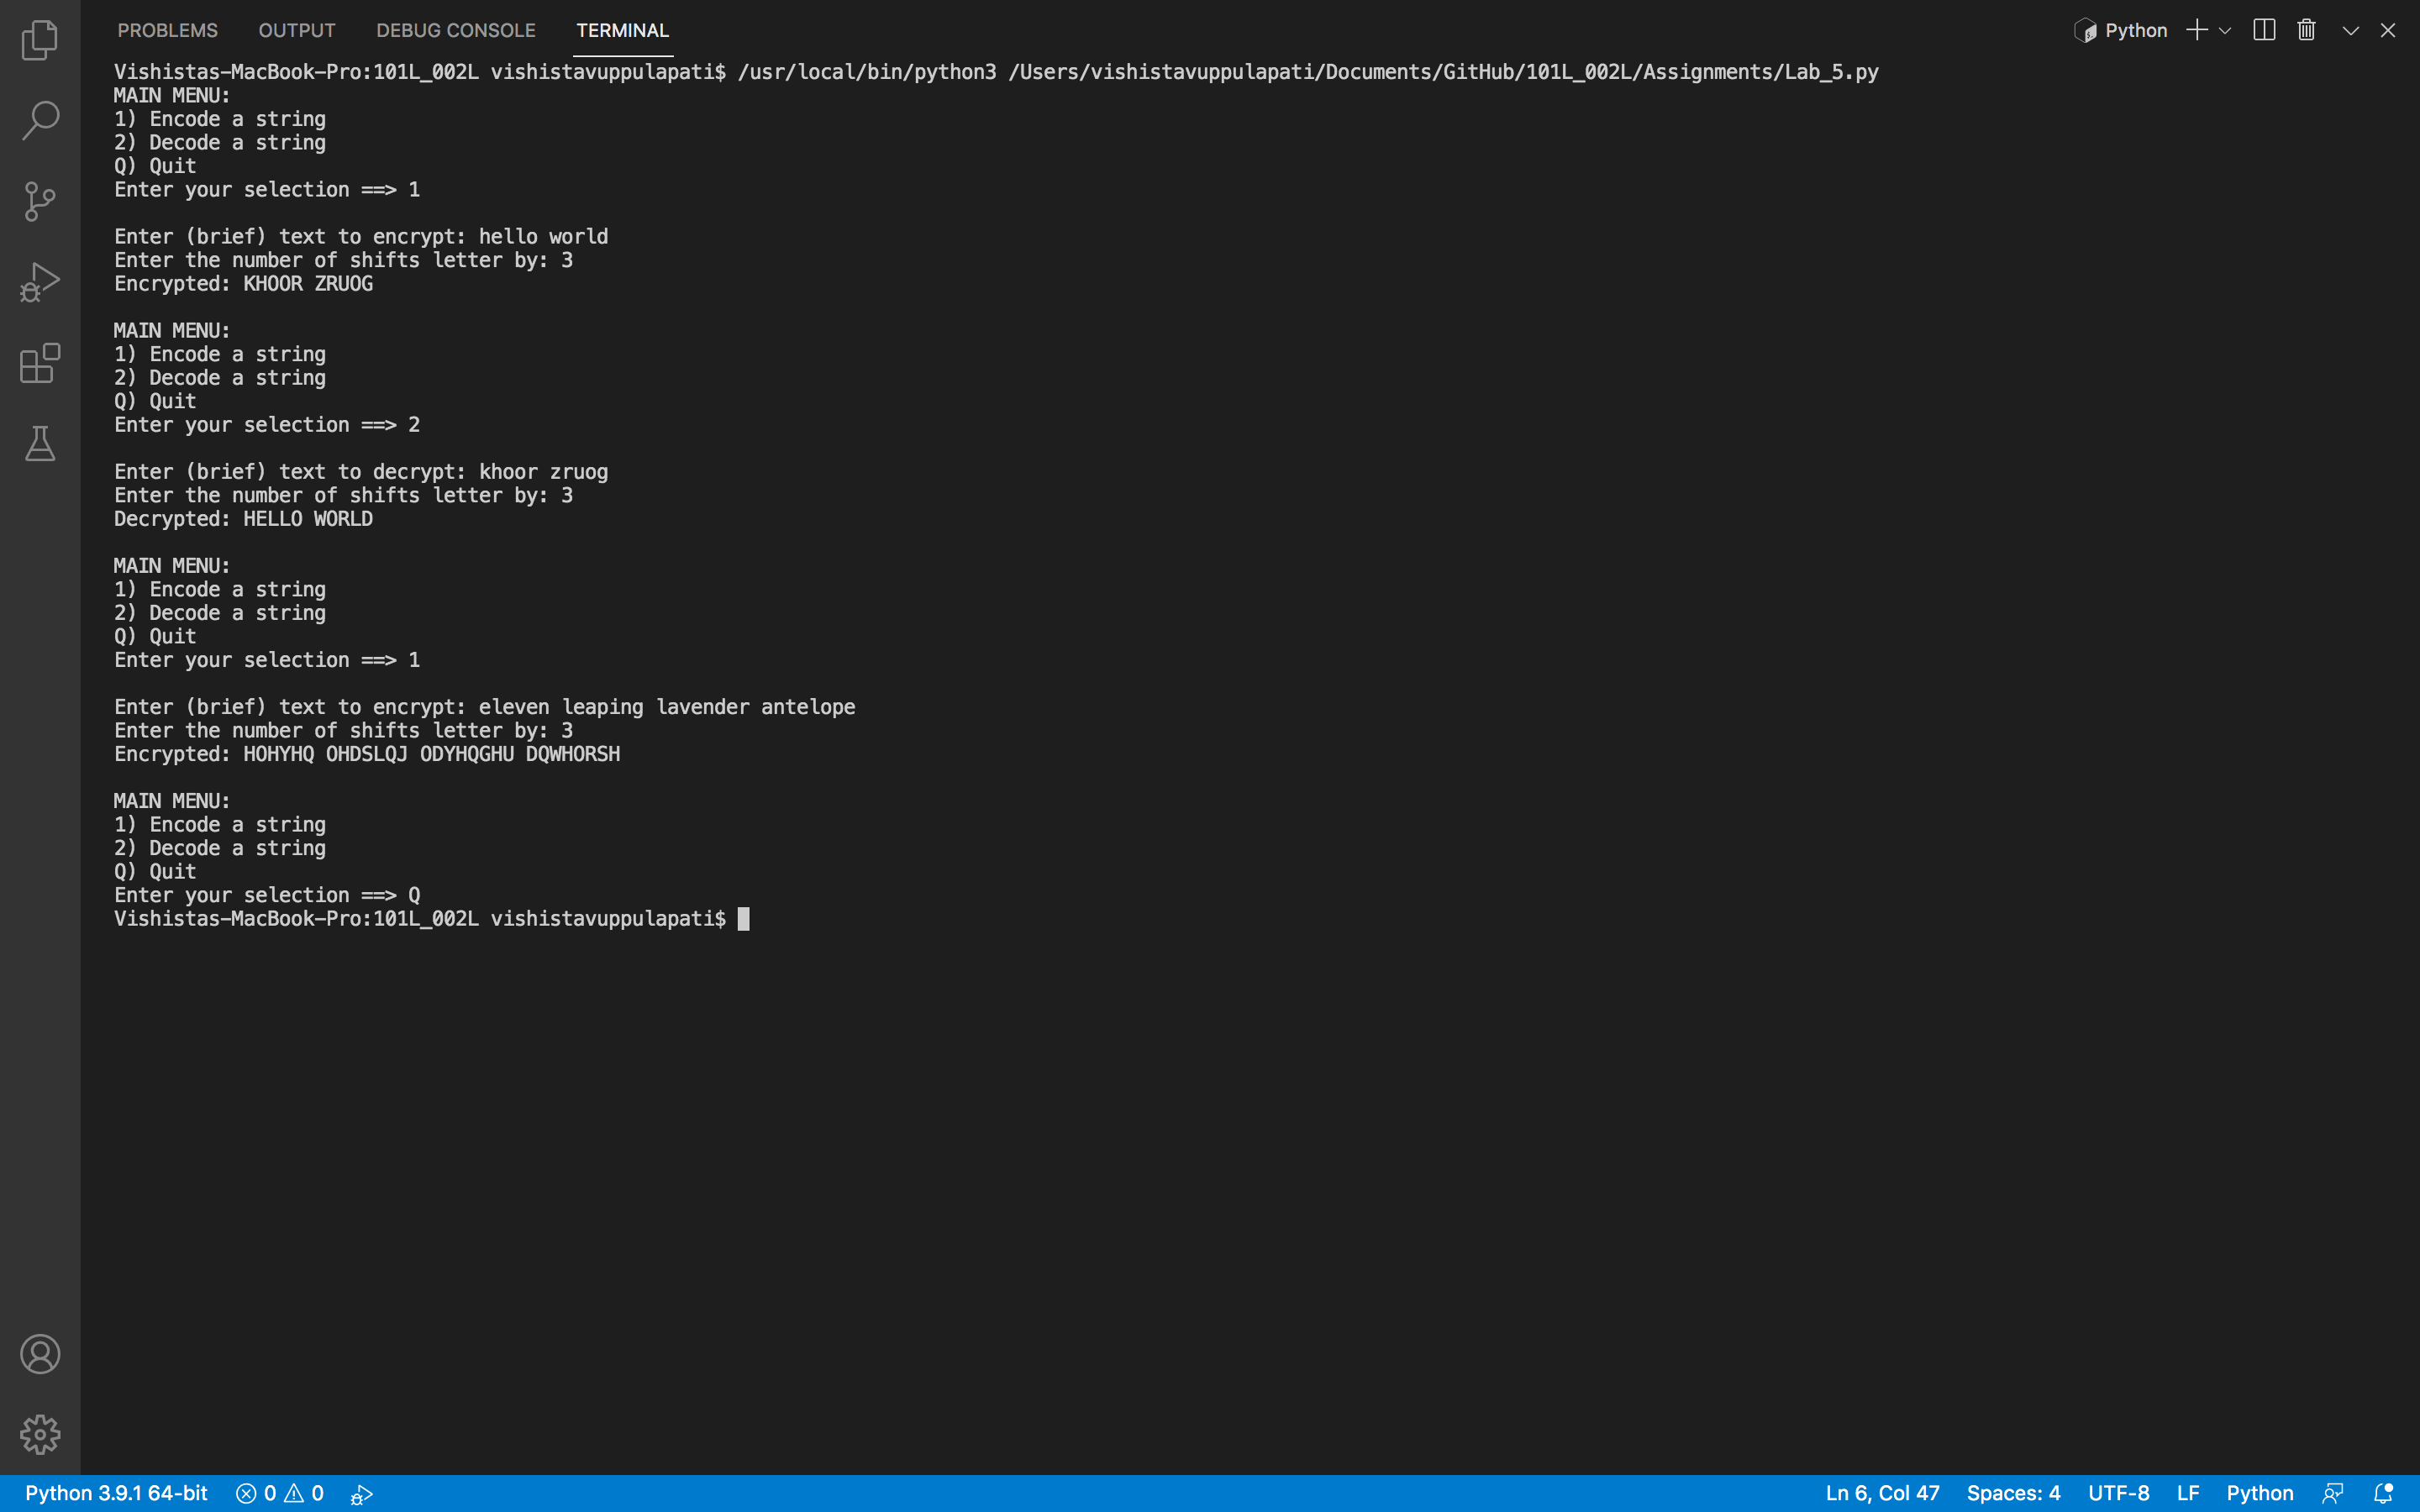 PROBLEMS OUTPUT DEBUG CONSOLE TERMINAL Python
Vishistas-MacBook-Pro:101L_002L vishistavuppulapati$ /usr/local/bin/python3 /Users/vishistavuppulapati/Documents/GitHub/101L_002L/Assignments/Lab_5.py
MAIN MENU:
1) Encode a string
2) Decode a string
Q) Quit
Enter your selection ==> 1
Enter (brief) text to encrypt: hello world
Enter the number of shifts letter by: 3
Encrypted: KHOOR ZRUOG
MAIN MENU:
1) Encode a string
2) Decode a string
Q) Quit
Enter your selection ==> 2
Enter (brief) text to decrypt: khoor zruog
Enter the number of shifts letter by: 3
Decrypted: HELLO WORLD
MAIN MENU:
1) Encode a string
2) Decode a string
Q) Quit
Enter your selection ==> 1
Enter (brief) text to encrypt: eleven leaping lavender antelope
Enter the number of shifts letter by: 3
Encrypted: HOHYHQ OHDSLQJ ODYHQGHU DQWHORSH
MAIN MENU:
1) Encode a string
2) Decode a string
Q) Quit
Enter your selection ==> Q
Vishistas-MacBook-Pro:101L_002L vishistavuppulapati$
Python 3.9.1 64-bit 0 0 Ln 6, Col 47 Spaces: 4 UTF-8 LF Python